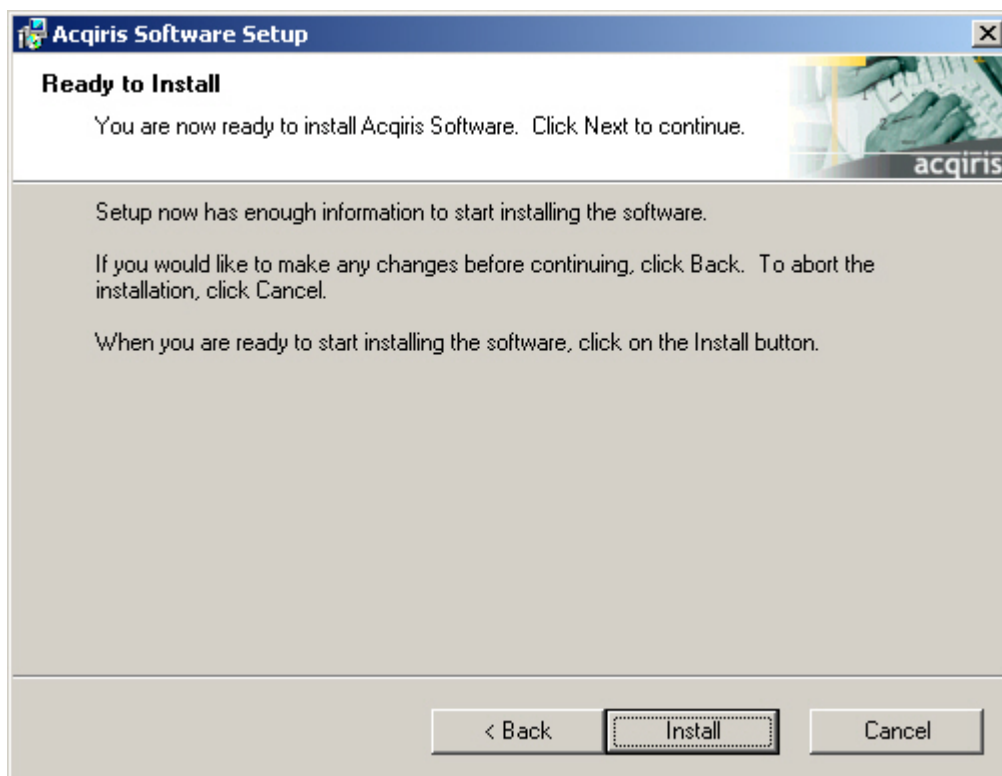 Acqiris Software Setup
Ready to Install
You are now ready to install Acqiris Software.  Click Next to continue.
acqiris
Setup now has enough information to start installing the software.
If you would like to make any changes before continuing, click Back.  To abort the
installation, click Cancel.
When you are ready to start installing the software, click on the Install button.
< Back
Install
Cancel